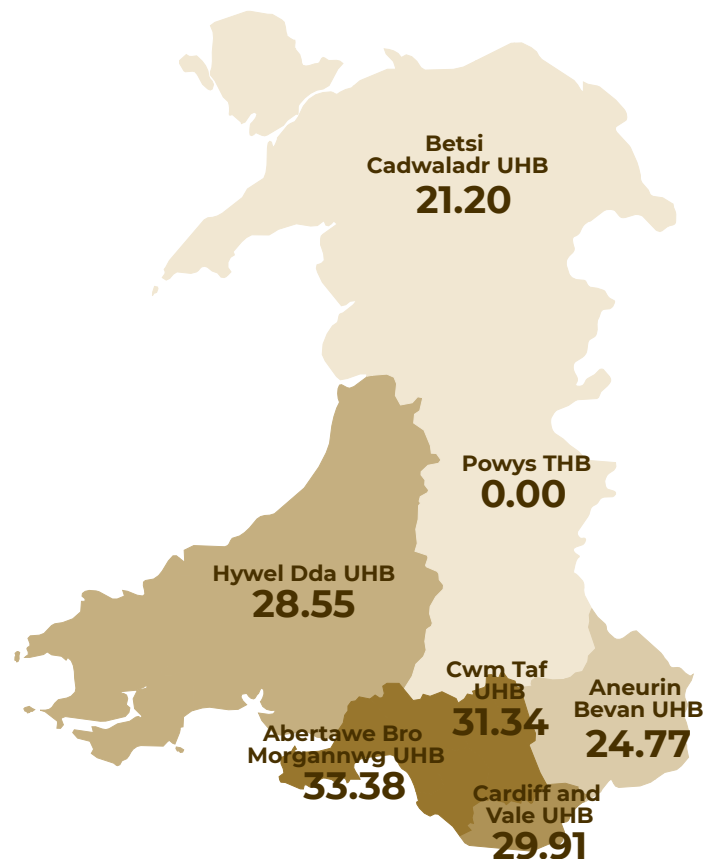 Betsi
Cadwaladr UHB
21.20
Powys THB
0.00
Hywel Dda UHB
28.55
Cwm Taf
UHB
31.34
Aneurin
Bevan UHB
24.77
Abertawe Bro
Morgannwg UHB
33.38
Cardiff and
Vale UHB
29.91